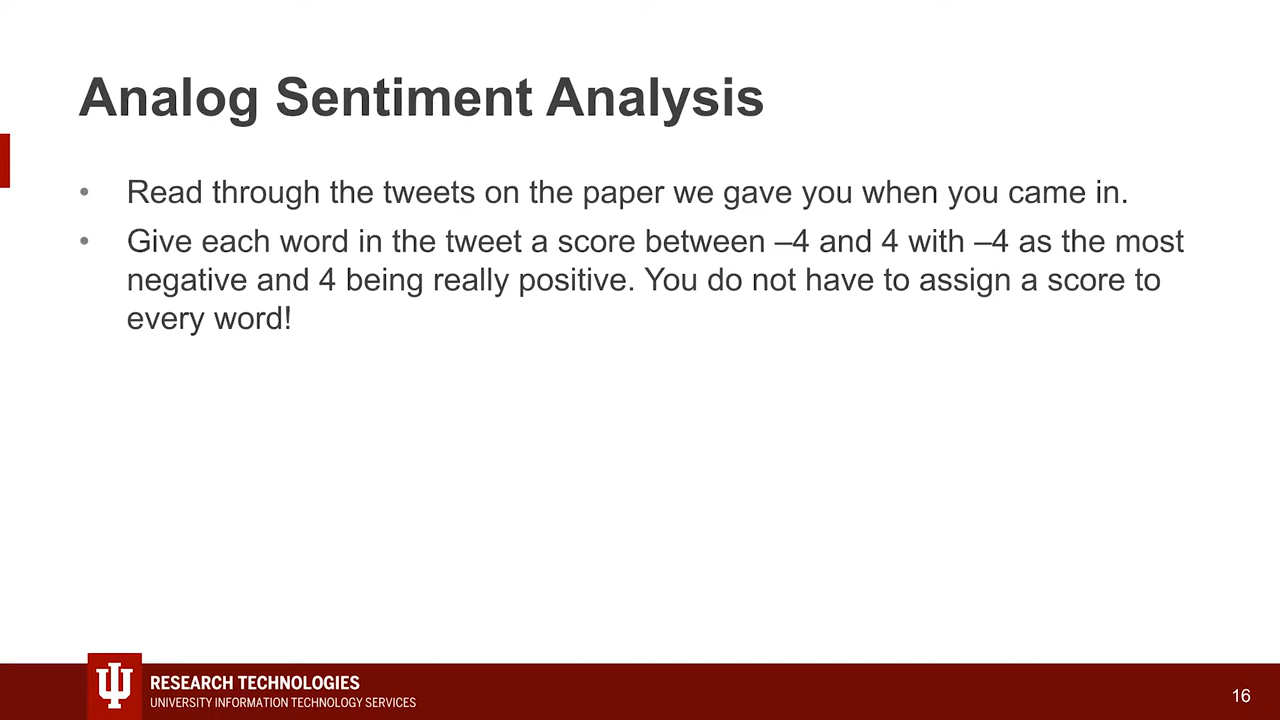 Analog Sentiment Analysis
• Read through the tweets on the paper we gave you when you came in.
• Give each word in the tweet a score between –4 and 4 with –4 as the most
negative and 4 being really positive. You do not have to assign a score to
every word!
RESEARCH TECHNOLOGIES
UNIVERSITY INFORMATION TECHNOLOGY SERVICES
16